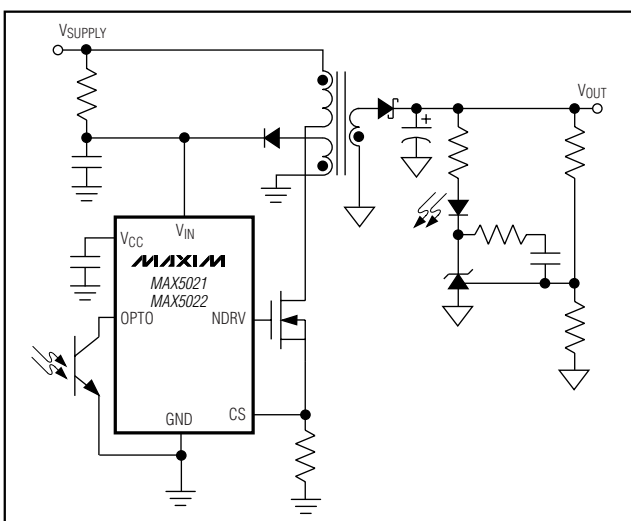 VSUPPLY
VOUT
VCC
VIN
MAXIM
MAX5021
MAX5022
OPTO
NDRV
CS
GND
+